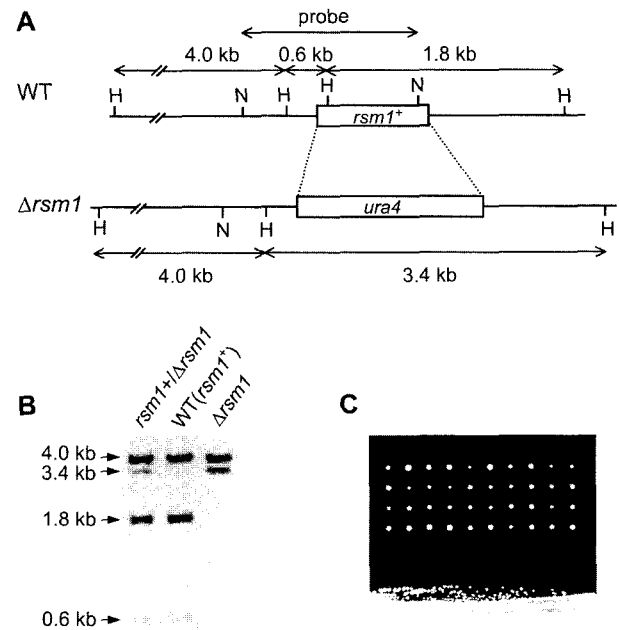 A
probe
4.0 kb 0.6 kb 1.8 kb
WT
H N H H N H
rsm1+
Δrsm1
ura4
H N H H
4.0 kb 3.4 kb
B
rsm1+/Δrsm1
WT(rsm1+)
Δrsm1
4.0 kb
3.4 kb
1.8 kb
0.6 kb
C